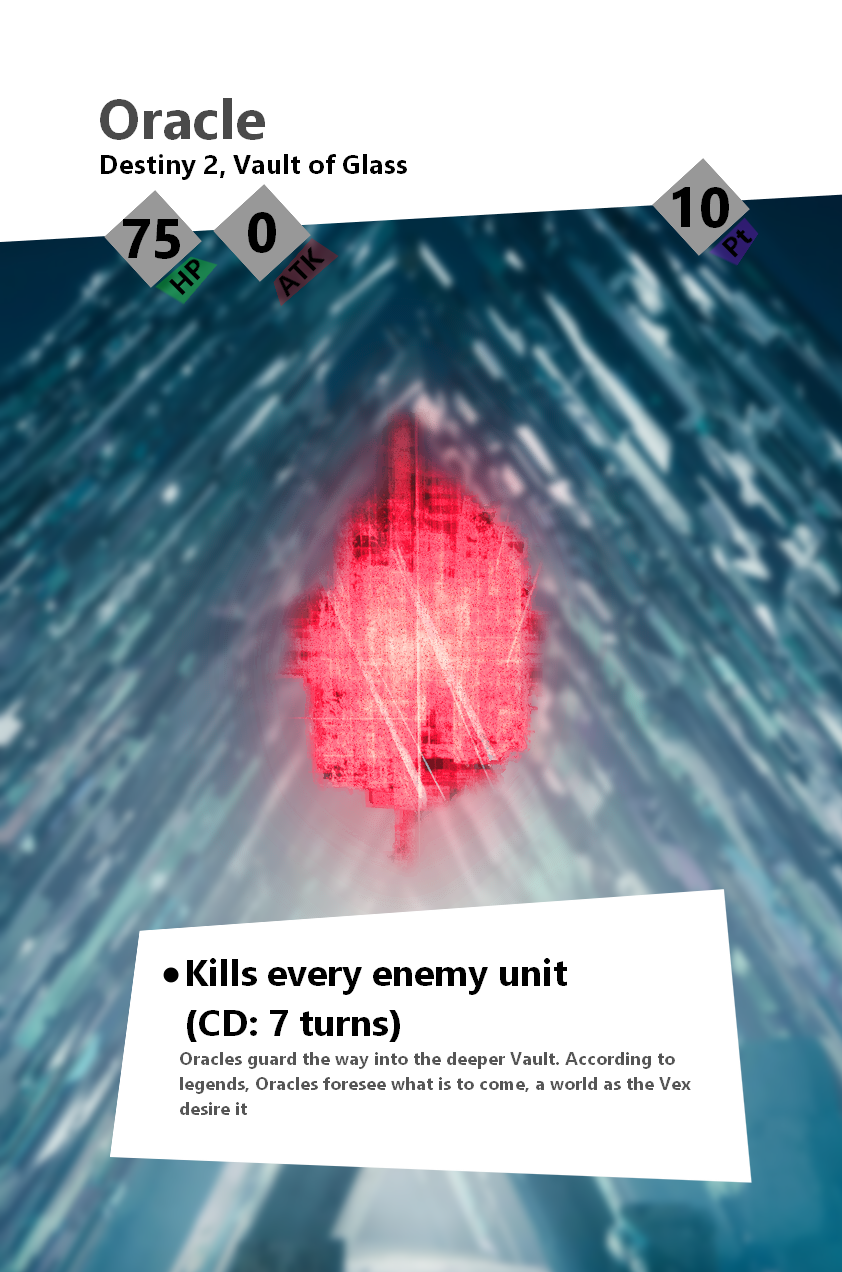 Oracle
Destiny 2, Vault of Glass
75 HP 0 ATK 10 Pt
•Kills every enemy unit
(CD: 7 turns)
Oracles guard the way into the deeper Vault. According to
legends, Oracles foresee what is to come, a world as the Vex
desire it